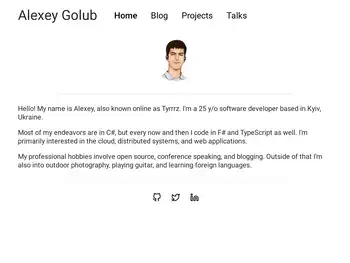 Alexey Golub Home Blog Projects Talks
Hello! My name is Alexey, also known online as Tyrrrz. I'm a 25 y/o software developer based in Kyiv,
Ukraine.
Most of my endeavors are in C#, but every now and then I code in F# and TypeScript as well. I'm
primarily interested in the cloud, distributed systems, and web applications.
My professional hobbies involve open source, conference speaking, and blogging. Outside of that I'm
also into outdoor photography, playing guitar, and learning foreign languages.